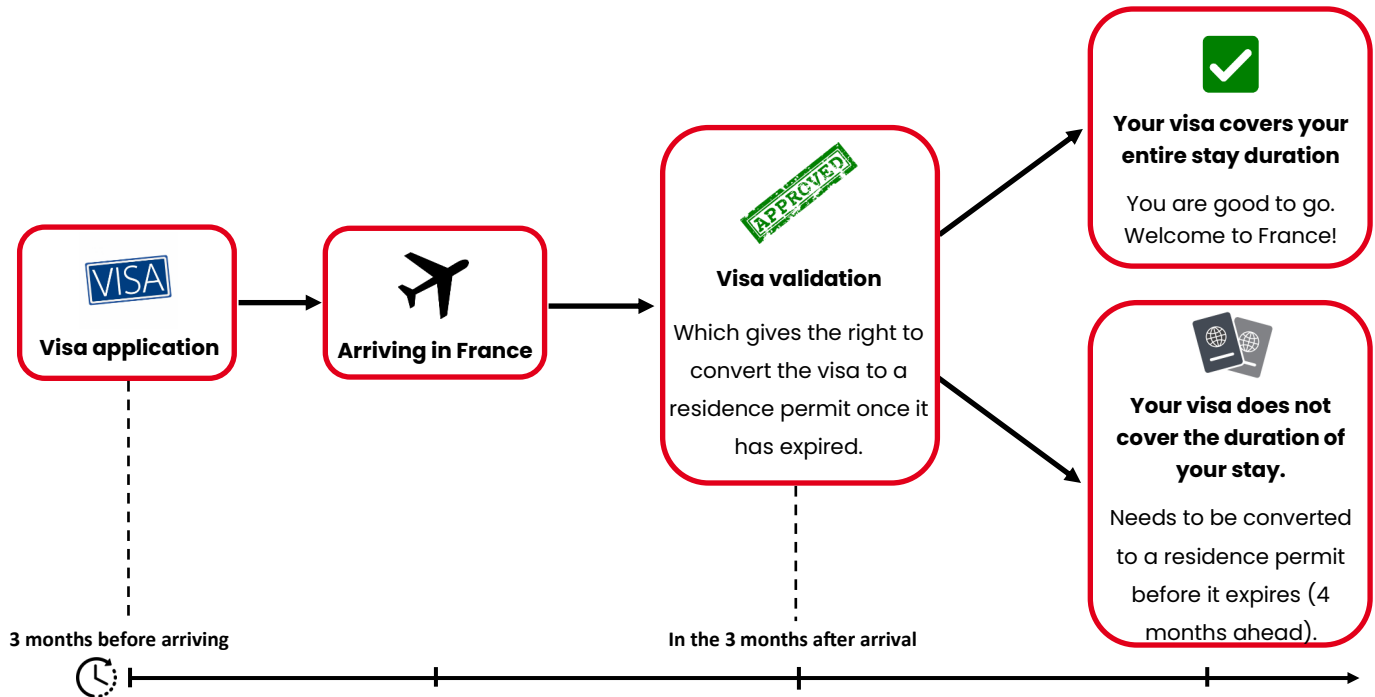 VISA
Visa application
Arriving in France
APPROVED
Visa validation
Which gives the right to
convert the visa to a
residence permit once it
has expired.
Your visa covers your
entire stay duration
You are good to go.
Welcome to France!
Your visa does not
cover the duration of
your stay.
Needs to be converted
to a residence permit
before it expires (4
months ahead).
3 months before arriving
In the 3 months after arrival